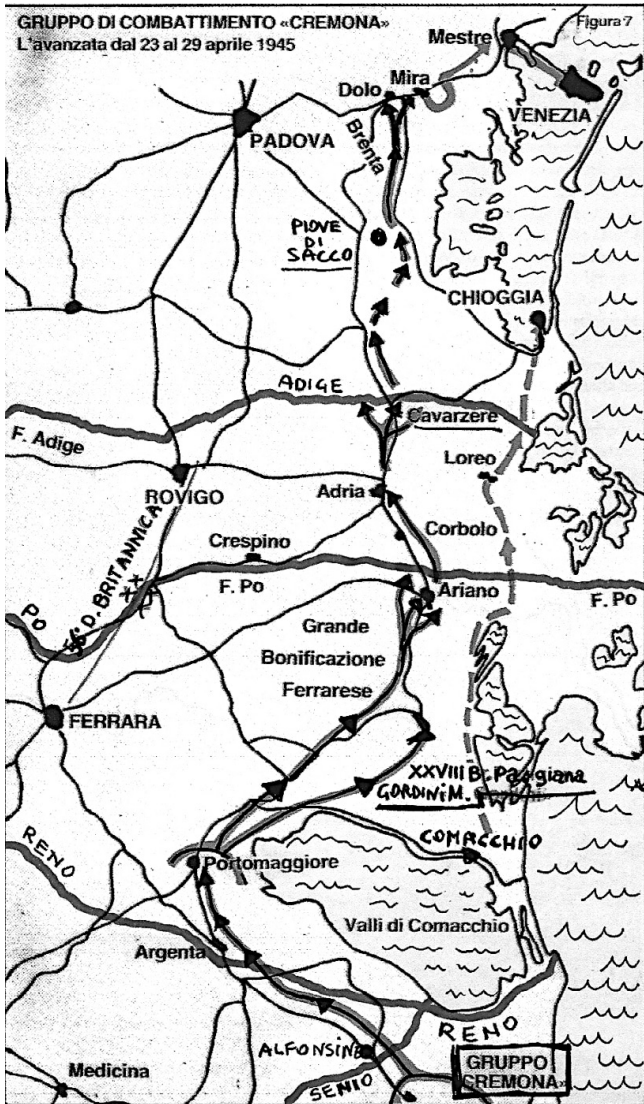 GRUPPO DI COMBATTIMENTO «CREMONA»
L'avanzata dal 23 al 29 aprile 1945
Figura 7
Mestre
Mira
Dolo
VENEZIA
PADOVA
Brenta
PIOVE
DI
SACCO
CHIOGGIA
ADIGE
Cavarzere
F. Adige
Loreo
ROVIGO
Adria
Corbolo
Crespino
56ª D. BRITANNICA
F. Po
Ariano
F. Po
PO
Grande
Bonificazione
Ferrarese
FERRARA
XXVIII B. Partigiana
GORDINI M.
COMACCHIO
RENO
Portomaggiore
Valli di Comacchio
Argenta
RENO
ALFONSINE
GRUPPO
CREMONA»
Medicina
SENIO